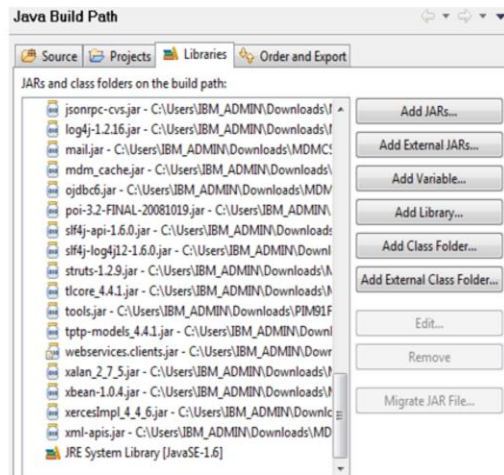 Java Build Path
Source Projects Libraries Order and Export
JARs and class folders on the build path:
jsonrpc-cvs.jar - C:\Users\IBM_ADMIN\Downloads\
log4j-1.2.16.jar - C:\Users\IBM_ADMIN\Downloads\
mail.jar - C:\Users\IBM_ADMIN\Downloads\MDMCS
mdm_cache.jar - C:\Users\IBM_ADMIN\Downloads\
ojdbc6.jar - C:\Users\IBM_ADMIN\Downloads\MDM
poi-3.2-FINAL-20081019.jar - C:\Users\IBM_ADMIN\
slf4j-api-1.6.0.jar - C:\Users\IBM_ADMIN\Downloads
slf4j-log4j12-1.6.0.jar - C:\Users\IBM_ADMIN\Downl
struts-1.2.9.jar - C:\Users\IBM_ADMIN\Downloads\
tlcore_4.4.1.jar - C:\Users\IBM_ADMIN\Downloads\
tools.jar - C:\Users\IBM_ADMIN\Downloads\PIM91F
tptp-models_4.4.1.jar - C:\Users\IBM_ADMIN\Downl
webservices.clients.jar - C:\Users\IBM_ADMIN\Dowr
xalan_2_7_5.jar - C:\Users\IBM_ADMIN\Downloads\
xbean-1.0.4.jar - C:\Users\IBM_ADMIN\Downloads\
xercesImpl_4_4_6.jar - C:\Users\IBM_ADMIN\Downlc
xml-apis.jar - C:\Users\IBM_ADMIN\Downloads\MD
JRE System Library [JavaSE-1.6]
Add JARs...
Add External JARs...
Add Variable...
Add Library...
Add Class Folder...
Add External Class Folder...
Edit...
Remove
Migrate JAR File...